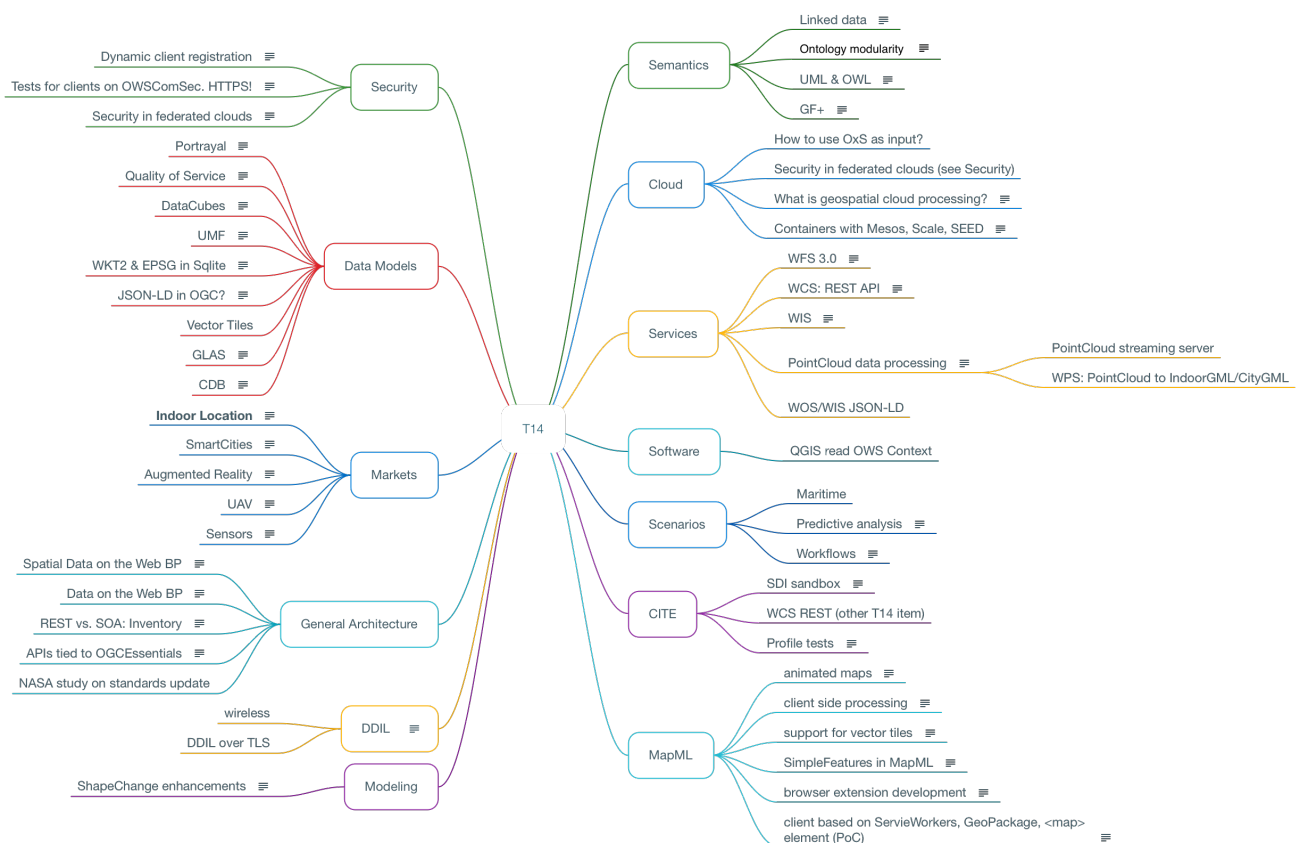 T14
Security
Dynamic client registration
Tests for clients on OWSComSec. HTTPS!
Security in federated clouds
Data Models
Portrayal
Quality of Service
DataCubes
UMF
WKT2 & EPSG in Sqlite
JSON-LD in OGC?
Vector Tiles
GLAS
CDB
Markets
Indoor Location
SmartCities
Augmented Reality
UAV
Sensors
General Architecture
Spatial Data on the Web BP
Data on the Web BP
REST vs. SOA: Inventory
APIs tied to OGCEssentials
NASA study on standards update
DDIL
wireless
DDIL over TLS
Modeling
ShapeChange enhancements
Semantics
Linked data
Ontology modularity
UML & OWL
GF+
Cloud
How to use OxS as input?
Security in federated clouds (see Security)
What is geospatial cloud processing?
Containers with Mesos, Scale, SEED
Services
WFS 3.0
WCS: REST API
WIS
PointCloud data processing
PointCloud streaming server
WPS: PointCloud to IndoorGML/CityGML
WOS/WIS JSON-LD
Software
QGIS read OWS Context
Scenarios
Maritime
Predictive analysis
Workflows
CITE
SDI sandbox
WCS REST (other T14 item)
Profile tests
MapML
animated maps
client side processing
support for vector tiles
SimpleFeatures in MapML
browser extension development
client based on ServieWorkers, GeoPackage, <map>
element (PoC)